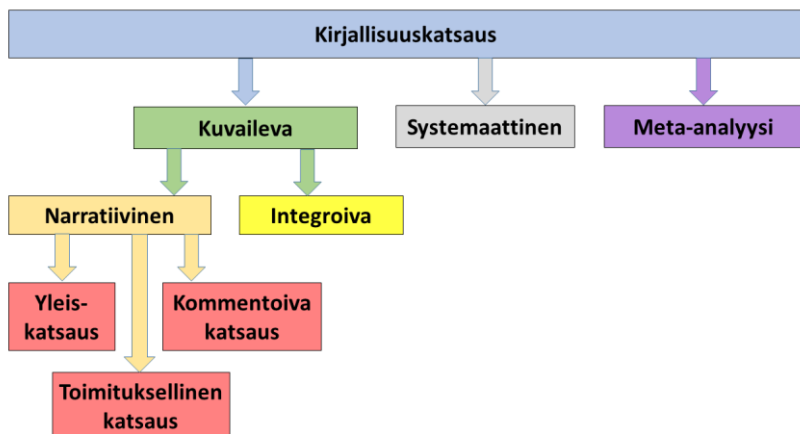 Kirjallisuuskatsaus
Kuvaileva
Systemaattinen
Meta-analyysi
Narratiivinen
Integroiva
Yleis-
katsaus
Kommentoiva
katsaus
Toimituksellinen
katsaus